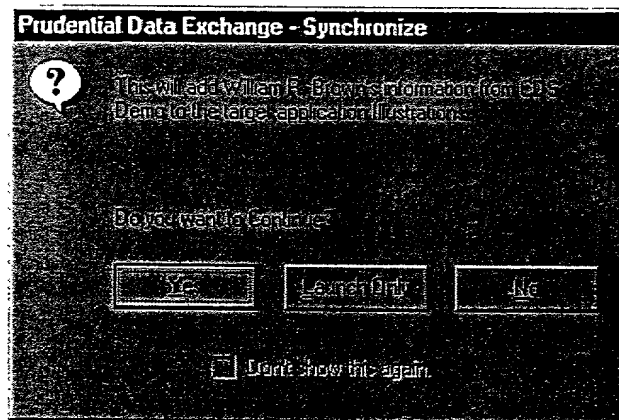 Prudential Data Exchange - Synchronize
?
This will add William R. Brown's information from CDS
Demo to the target application Illustrations.
Do you want to Continue?
Yes
Launch Only
No
Don't show this again.